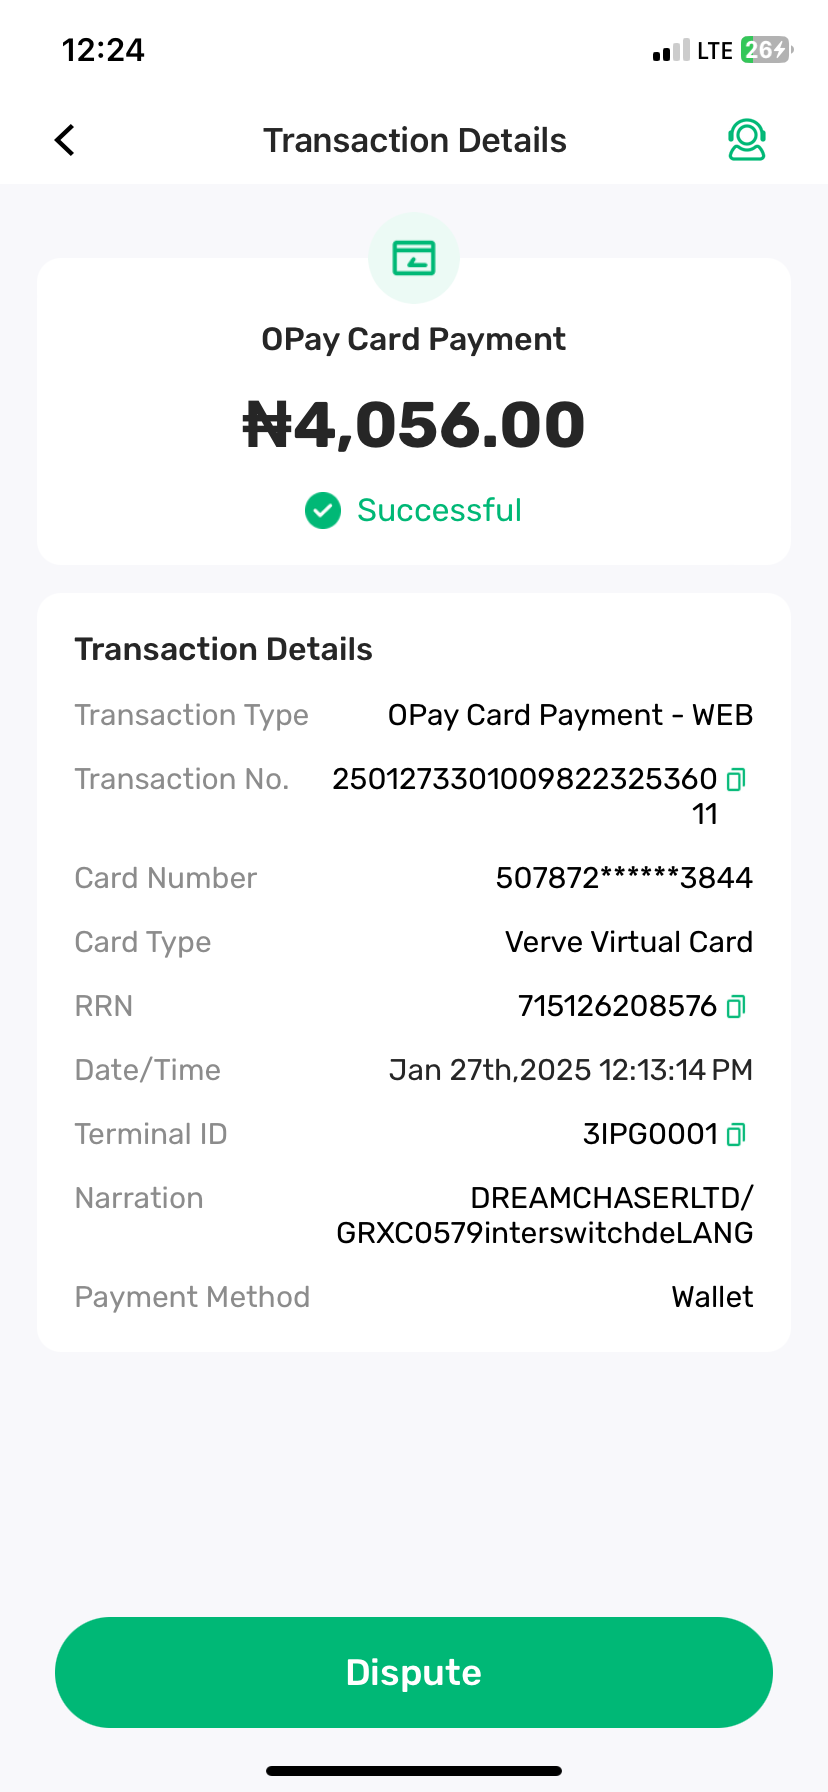 12:24
LTE 26
Transaction Details
OPay Card Payment
₦4,056.00
Successful
Transaction Details
Transaction Type OPay Card Payment - WEB
Transaction No. 2501273301009822325360
11
Card Number 507872******3844
Card Type Verve Virtual Card
RRN 715126208576
Date/Time Jan 27th,2025 12:13:14 PM
Terminal ID 3IPG0001
Narration DREAMCHASERLTD/
GRXC0579interswitchdeLANG
Payment Method Wallet
Dispute